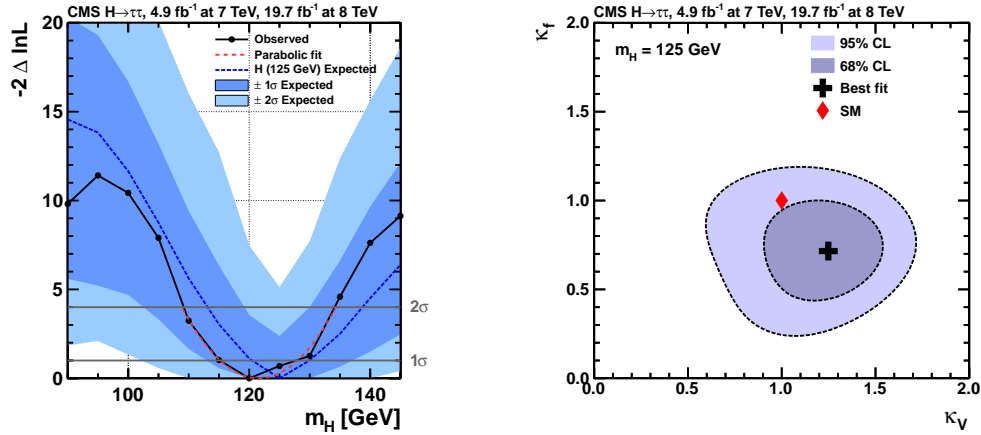 CMS H→ττ, 4.9 fb⁻¹ at 7 TeV, 19.7 fb⁻¹ at 8 TeV
-2 Δ lnL
20
15
10
5
0
Observed
Parabolic fit
H (125 GeV) Expected
± 1σ Expected
± 2σ Expected
2σ
1σ
100
120
140
m_H [GeV]
CMS H→ττ, 4.9 fb⁻¹ at 7 TeV, 19.7 fb⁻¹ at 8 TeV
κ_f
2.0
1.5
1.0
0.5
0.0
m_H = 125 GeV
95% CL
68% CL
Best fit
SM
0.0
0.5
1.0
1.5
2.0
κ_V